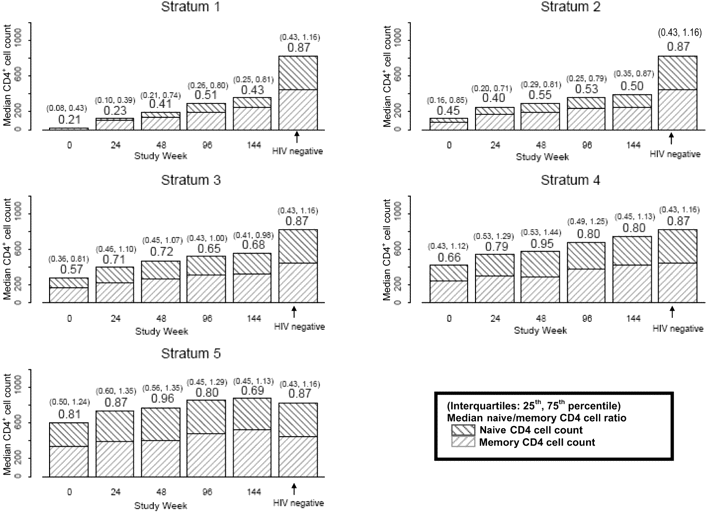 Stratum 1
Median CD4+ cell count
200 600 1000
(0.08, 0.43)
0.21
(0.10, 0.39)
0.23
(0.21, 0.74)
0.41
(0.26, 0.80)
0.51
(0.25, 0.81)
0.43
(0.43, 1.16)
0.87
0 24 48 96 144
Study Week
HIV negative
Stratum 2
Median CD4+ cell count
200 600 1000
(0.16, 0.85)
0.45
(0.20, 0.71)
0.40
(0.29, 0.81)
0.55
(0.25, 0.79)
0.53
(0.35, 0.87)
0.50
(0.43, 1.16)
0.87
0 24 48 96 144
Study Week
HIV negative
Stratum 3
Median CD4+ cell count
0 200 600 1000
(0.36, 0.81)
0.57
(0.46, 1.10)
0.71
(0.45, 1.07)
0.72
(0.43, 1.00)
0.65
(0.41, 0.98)
0.68
(0.43, 1.16)
0.87
0 24 48 96 144
Study Week
HIV negative
Stratum 4
Median CD4+ cell count
0 200 600 1000
(0.43, 1.12)
0.66
(0.53, 1.29)
0.79
(0.53, 1.44)
0.95
(0.49, 1.25)
0.80
(0.45, 1.13)
0.80
(0.43, 1.16)
0.87
0 24 48 96 144
Study Week
HIV negative
Stratum 5
Median CD4+ cell count
0 200 600 1000
(0.50, 1.24)
0.81
(0.60, 1.35)
0.87
(0.56, 1.35)
0.96
(0.45, 1.29)
0.80
(0.45, 1.13)
0.69
(0.43, 1.16)
0.87
0 24 48 96 144
Study Week
HIV negative
(Interquartiles: 25th, 75th percentile)
Median naive/memory CD4 cell ratio
Naive CD4 cell count
Memory CD4 cell count